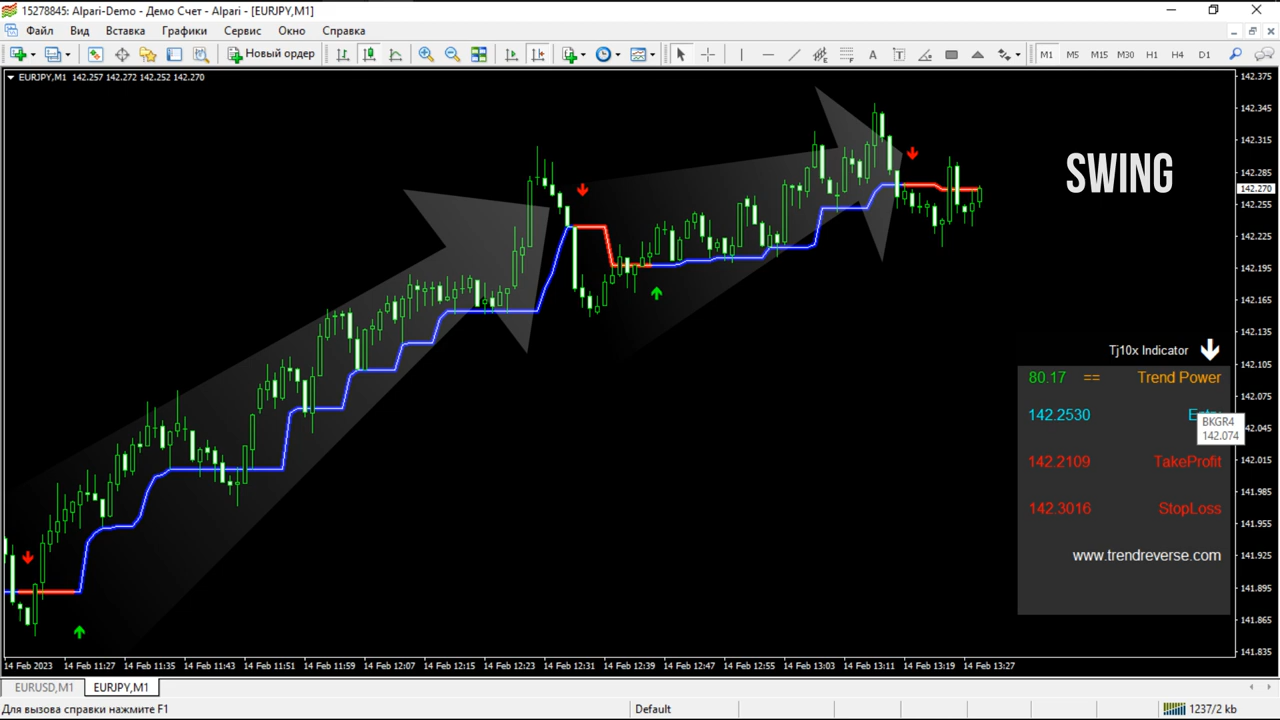 15278845: Alpari-Demo - Демо Счет - Alpari - [EURJPY,M1]
Файл Вид Вставка Графики Сервис Окно Справка
Новый ордер M1 M5 M15 M30 H1 H4 D1
EURJPY,M1 142.257 142.272 142.252 142.270
142.375
142.345
142.315
SWING
142.285
142.270
142.255
142.225
142.195
142.165
142.135
Tj10x Indicator
142.105
80.17 == Trend Power
142.075
142.2530
BKGR4
142.074
142.045
142.2109 TakeProfit
142.015
141.985
142.3016 StopLoss
141.955
www.trendreverse.com
141.925
141.895
141.865
141.835
14 Feb 2023 14 Feb 11:27 14 Feb 11:35 14 Feb 11:43 14 Feb 11:51 14 Feb 11:59 14 Feb 12:07 14 Feb 12:15 14 Feb 12:23 14 Feb 12:31 14 Feb 12:39 14 Feb 12:47 14 Feb 12:55 14 Feb 13:03 14 Feb 13:11 14 Feb 13:19 14 Feb 13:27
EURUSD,M1 EURJPY,M1
Для вызова справки нажмите F1 Default 1237/2 kb